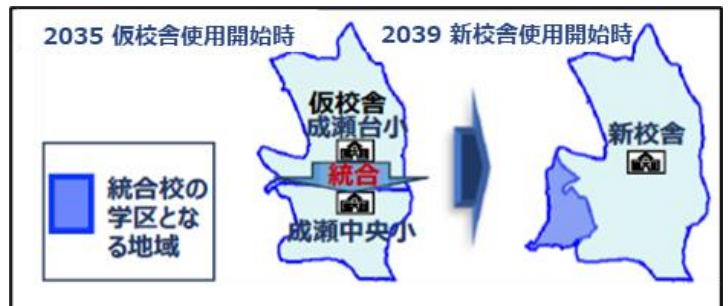 2035 仮校舎使用開始時
2039 新校舎使用開始時
仮校舎
成瀬台小
統合
成瀬中央小
新校舎
統合校の
学区とな
る地域